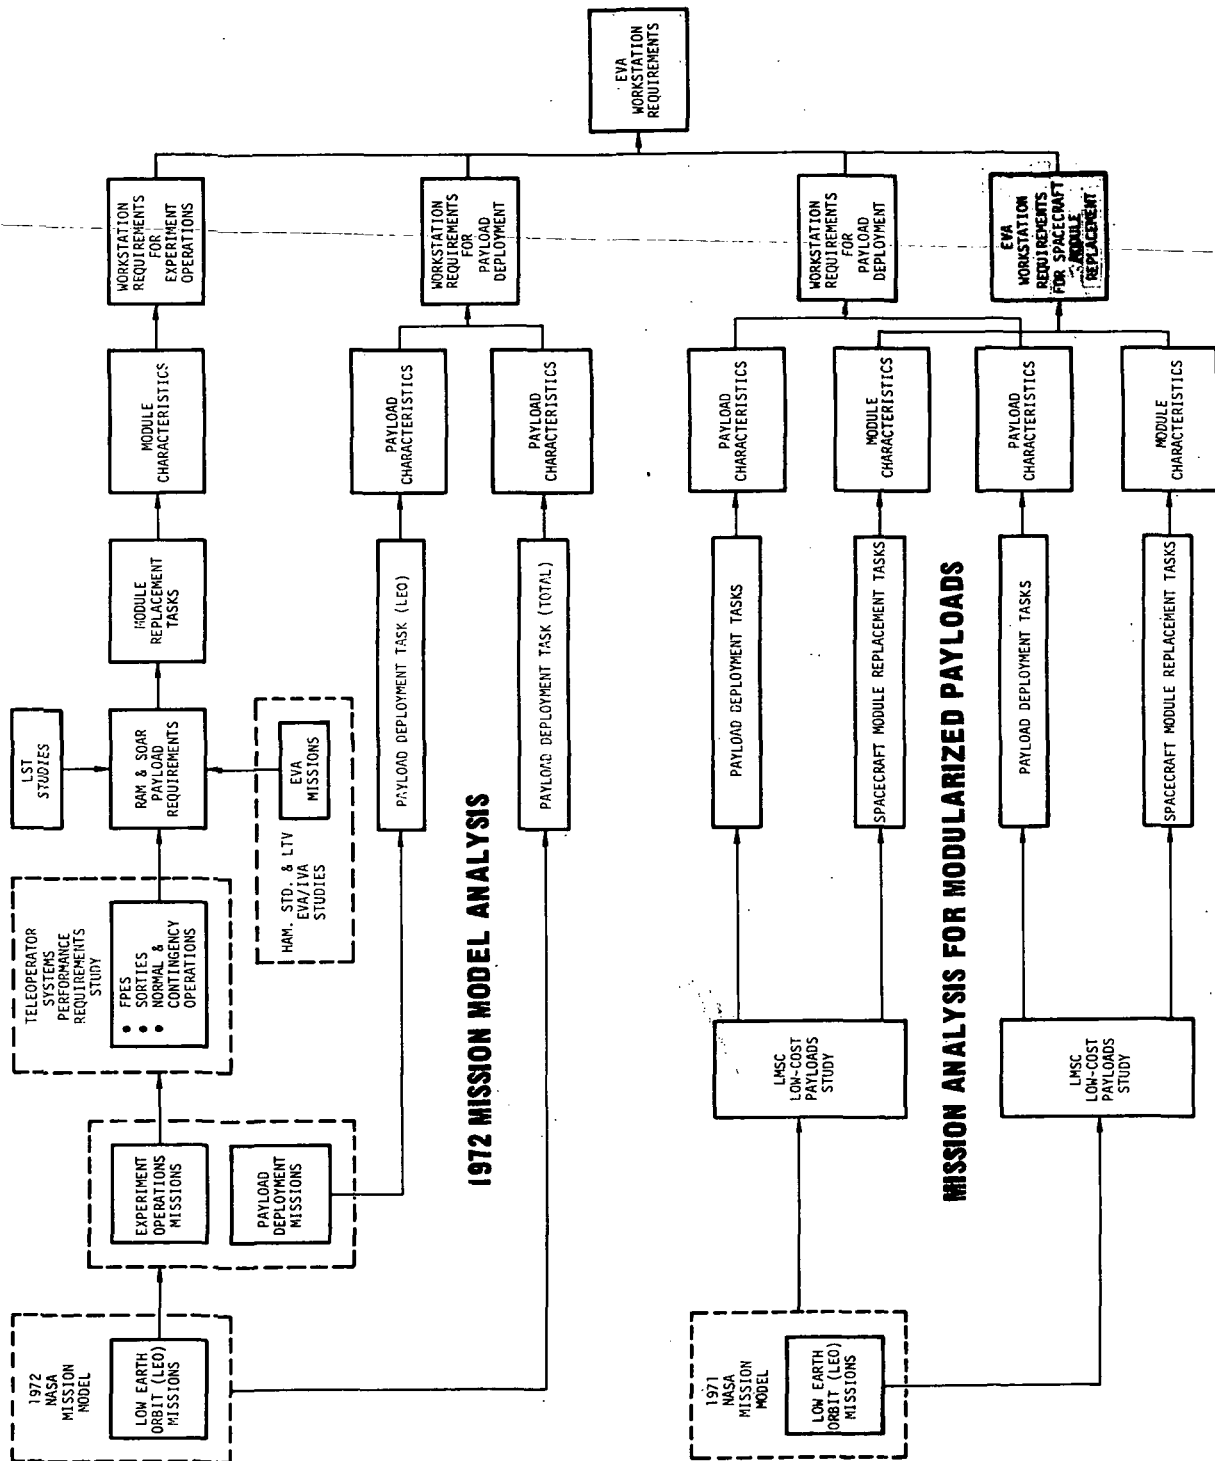 1972
NASA
MISSION
MODEL
LOW EARTH
ORBIT (LEO)
MISSIONS
EXPERIMENT
OPERATIONS
MISSIONS
PAYLOAD
DEPLOYMENT
MISSIONS
TELEOPERATOR
SYSTEMS
PERFORMANCE
REQUIREMENTS
STUDY
• FPES
• SORTIES
• NORMAL &
CONTINGENCY
OPERATIONS
LST
STUDIES
RAM & SOAR
PAYLOAD
REQUIREMENTS
EVA
MISSIONS
HAM. STD. & LTV
EVA/IVA
STUDIES
MODULE
REPLACEMENT
TASKS
MODULE
CHARACTERISTICS
WORKSTATION
REQUIREMENTS
FOR
EXPERIMENT
OPERATIONS
PAYLOAD DEPLOYMENT TASK (LEO)
PAYLOAD
CHARACTERISTICS
PAYLOAD DEPLOYMENT TASK (TOTAL)
PAYLOAD
CHARACTERISTICS
WORKSTATION
REQUIREMENTS
FOR
PAYLOAD
DEPLOYMENT
1972 MISSION MODEL ANALYSIS
EVA
WORKSTATION
REQUIREMENTS
1971
NASA
MISSION
MODEL
LOW EARTH
ORBIT (LEO)
MISSIONS
LMSC
LOW-COST
PAYLOADS
STUDY
PAYLOAD DEPLOYMENT TASKS
PAYLOAD
CHARACTERISTICS
SPACECRAFT MODULE REPLACEMENT TASKS
MODULE
CHARACTERISTICS
WORKSTATION
REQUIREMENTS
FOR
PAYLOAD
DEPLOYMENT
MISSION ANALYSIS FOR MODULARIZED PAYLOADS
LMSC
LOW-COST
PAYLOADS
STUDY
PAYLOAD DEPLOYMENT TASKS
PAYLOAD
CHARACTERISTICS
SPACECRAFT MODULE REPLACEMENT TASKS
MODULE
CHARACTERISTICS
EVA
WORKSTATION
REQUIREMENTS
FOR SPACECRAFT
MODULE
REPLACEMENT